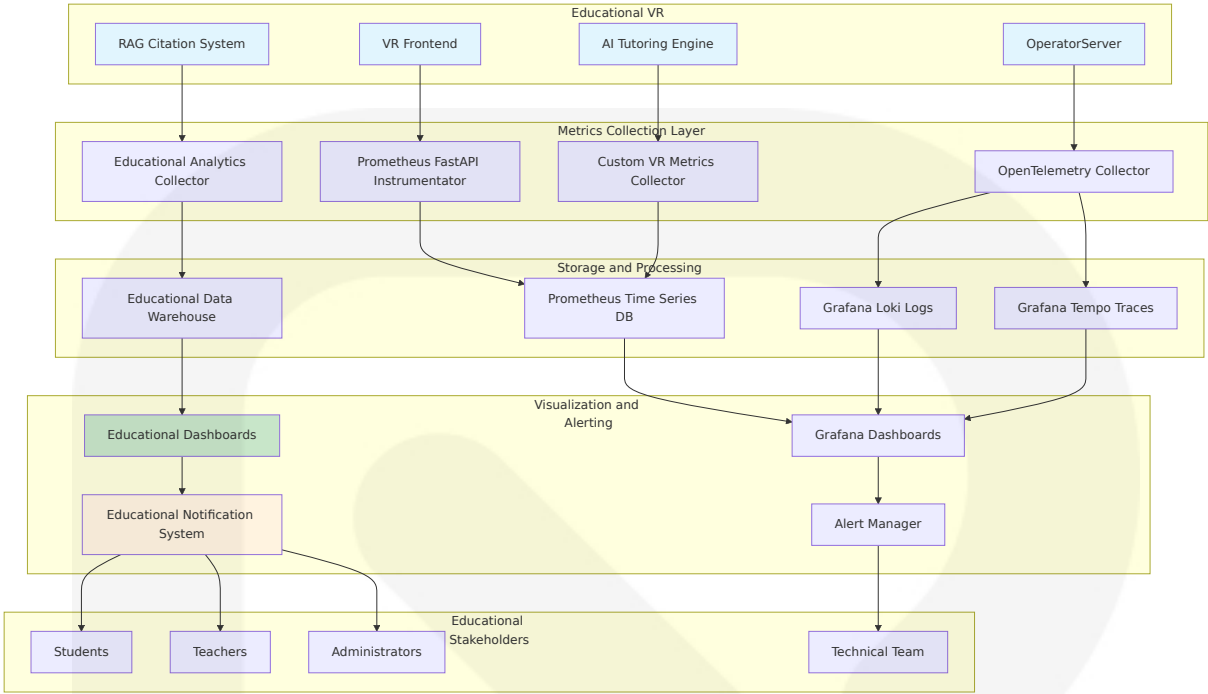 Educational VR
RAG Citation System
VR Frontend
AI Tutoring Engine
OperatorServer
Metrics Collection Layer
Educational Analytics
Collector
Prometheus FastAPI
Instrumentator
Custom VR Metrics
Collector
OpenTelemetry Collector
Storage and Processing
Educational Data
Warehouse
Prometheus Time Series
DB
Grafana Loki Logs
Grafana Tempo Traces
Visualization and
Alerting
Educational Dashboards
Grafana Dashboards
Educational Notification
System
Alert Manager
Educational
Stakeholders
Students
Teachers
Administrators
Technical Team